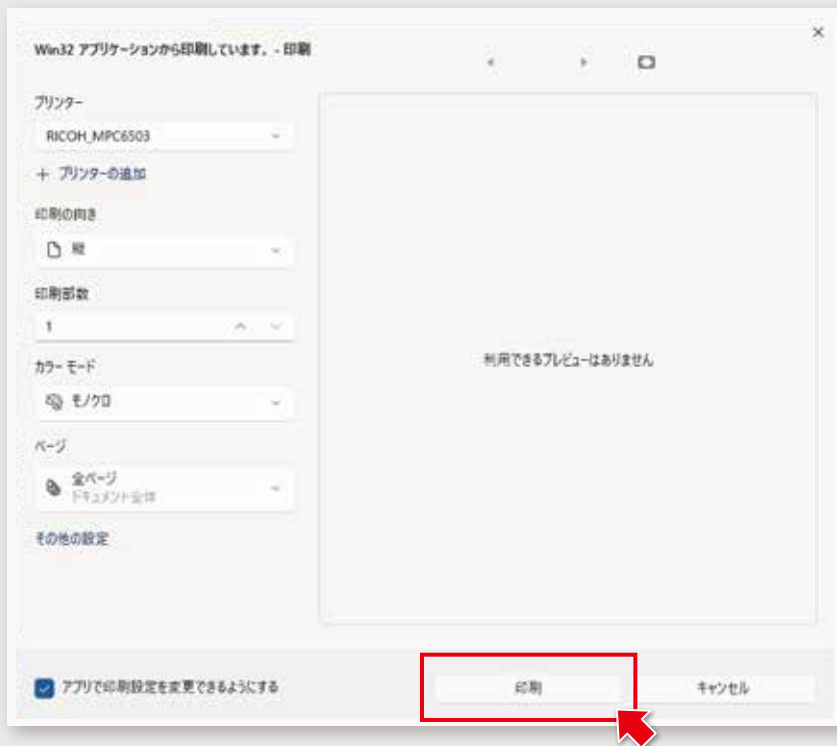 Win32 アプリケーションから印刷しています。- 印刷
プリンター
RICOH_MPC6503
+ プリンターの追加
印刷の向き
縦
印刷部数
1
カラー モード
モノクロ
ページ
全ページ
ドキュメント全体
その他の設定
利用できるプレビューはありません
アプリで印刷設定を変更できるようにする
印刷
キャンセル